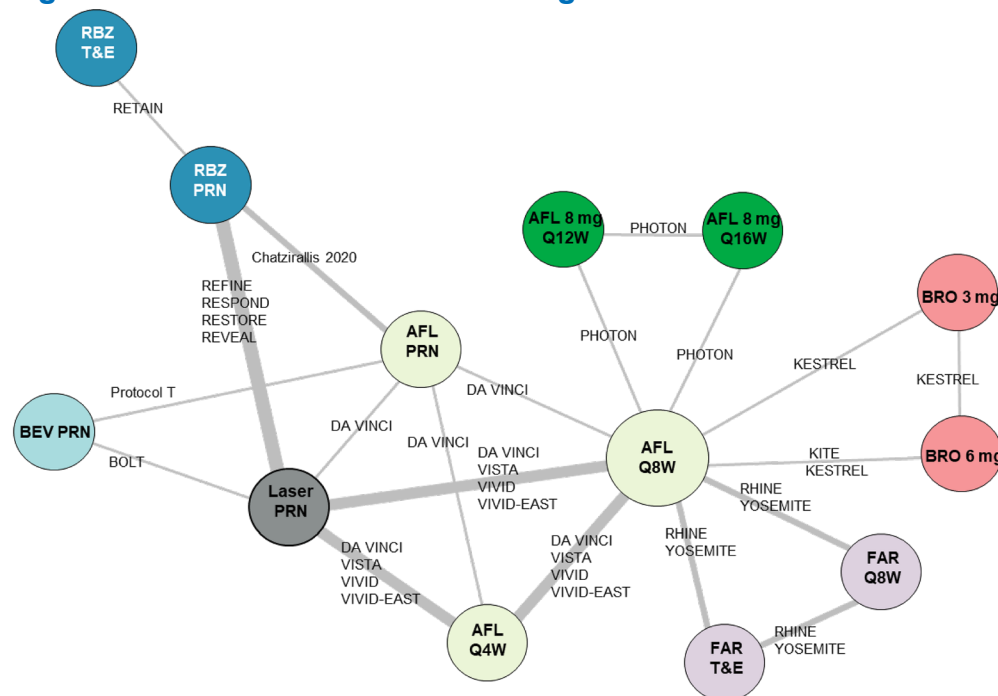 RBZ
T&E
RETAIN
RBZ
PRN
AFL 8 mg
Q12W
PHOTON
AFL 8 mg
Q16W
Chatzirallis 2020
REFINE
RESPOND
RESTORE
REVEAL
BRO 3 mg
AFL
PRN
PHOTON
PHOTON
KESTREL
KESTREL
Protocol T
DA VINCI
BEV PRN
DA VINCI
DA VINCI
BOLT
AFL
Q8W
DA VINCI
VISTA
VIVID
VIVID-EAST
KITE
KESTREL
BRO 6 mg
Laser
PRN
RHINE
YOSEMITE
RHINE
YOSEMITE
DA VINCI
VISTA
VIVID
VIVID-EAST
DA VINCI
VISTA
VIVID
VIVID-EAST
FAR
Q8W
AFL
Q4W
RHINE
YOSEMITE
FAR
T&E